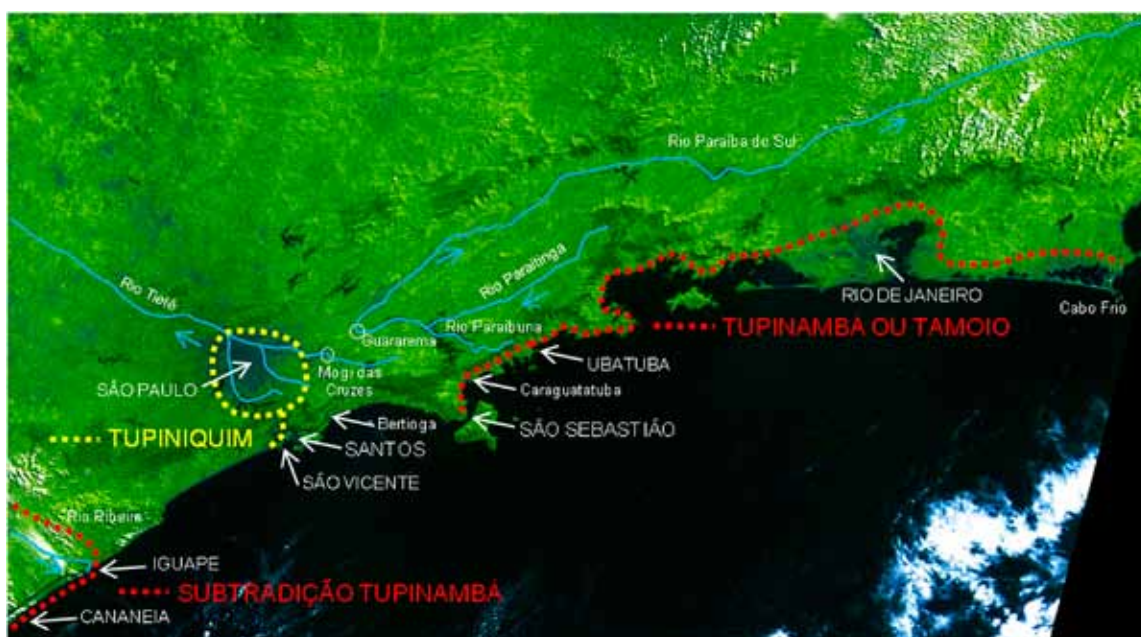 Rio Paraiba do Sul
Rio Paraitinga
Rio Tietê
RIO DE JANEIRO
Cabo Frio
Rio Paraibuna
TUPINAMBA OU TAMOIO
Guararema
UBATUBA
Mogi das
Cruzes
SÃO PAULO
Caraguatatuba
Bertioga
SÃO SEBASTIÃO
TUPINIQUIM
SANTOS
SÃO VICENTE
Rio Ribeira
IGUAPE
SUBTRADIÇÃO TUPINAMBÁ
CANANEIA